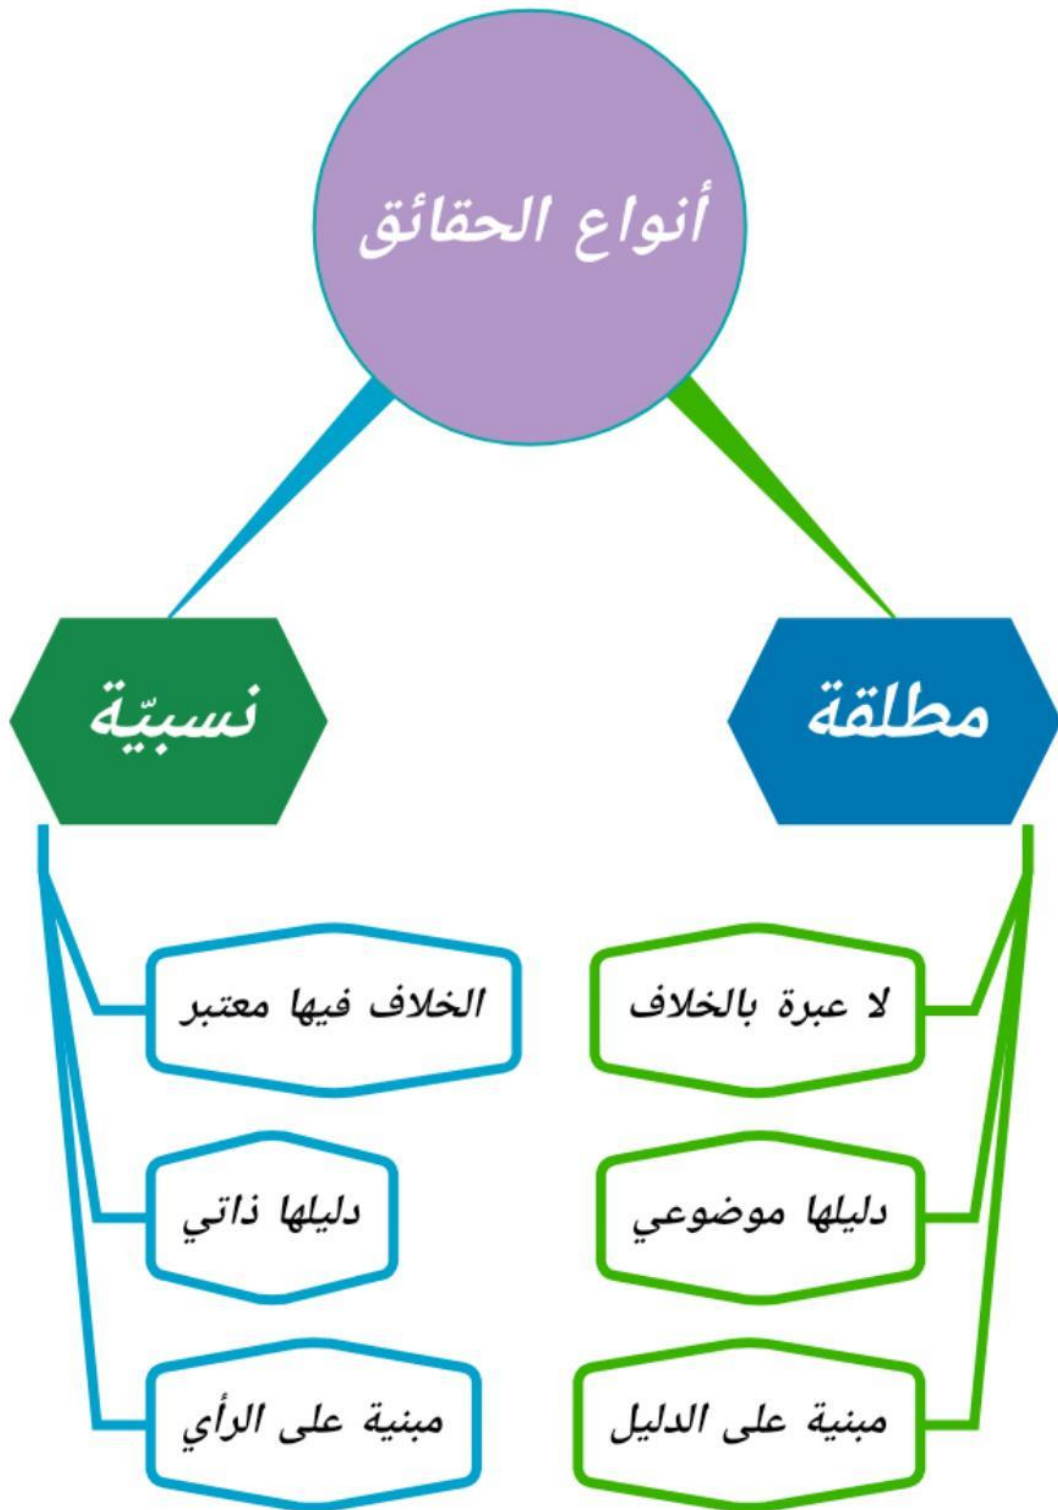 أنواع الحقائق
مطلقة
لا عبرة بالخلاف
دليلها موضوعي
مبنية على الدليل
نسبيّة
الخلاف فيها معتبر
دليلها ذاتي
مبنية على الرأي